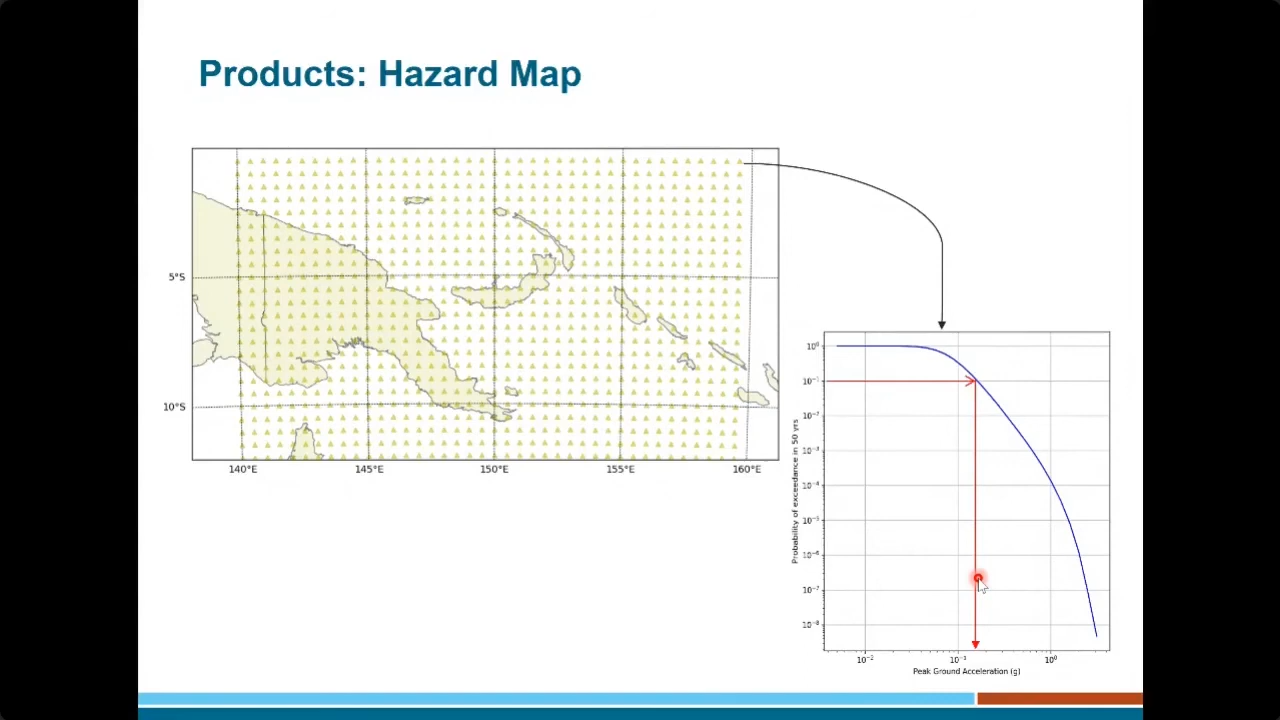 Products: Hazard Map
5°S
10°S
140°E 145°E 150°E 155°E 160°E
Probability of exceedance in 50 yrs
10⁰
10⁻¹
10⁻²
10⁻³
10⁻⁴
10⁻⁵
10⁻⁶
10⁻⁷
10⁻⁸
10⁻² 10⁻¹ 10⁰
Peak Ground Acceleration (g)